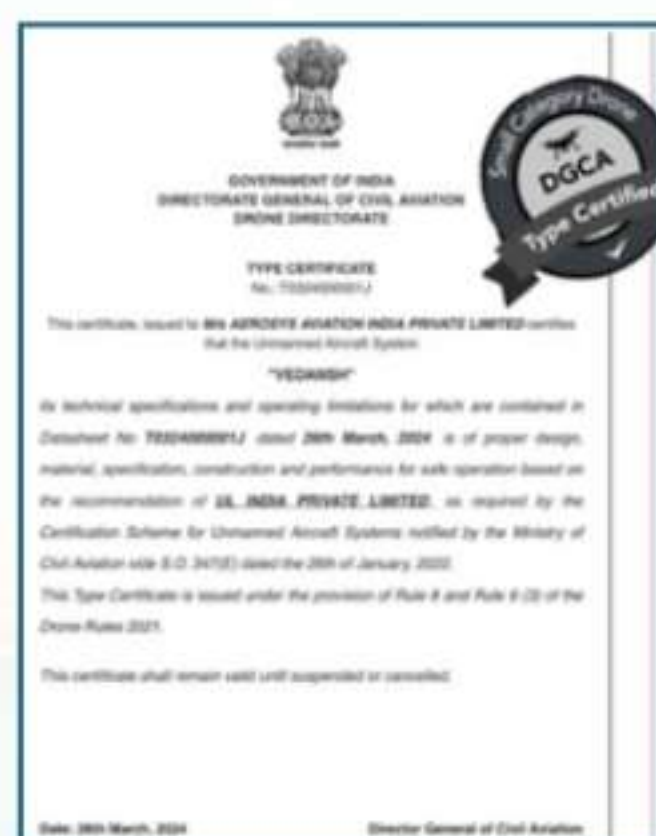 GOVERNMENT OF INDIA
DIRECTORATE GENERAL OF CIVIL AVIATION
DRONE DIRECTORATE
Small Category Drone
DGCA
Type Certified
TYPE CERTIFICATE
No.
This certificate, issued to M/s AEROSYS AVIATION INDIA PRIVATE LIMITED certifies
that the Unmanned Aircraft System
"VEDANSH"
its technical specifications and operating limitations for which are contained in
Datasheet No dated 26th March, 2024 is of proper design,
material, specification, construction and performance for safe operation based on
the recommendation of UL INDIA PRIVATE LIMITED, as required by the
Certification Scheme for Unmanned Aircraft Systems notified by the Ministry of
Civil Aviation vide S.O. 347(E) dated the 26th of January, 2022.
This Type Certificate is issued under the provision of Rule 8 and Rule 9 (3) of the
Drone Rules 2021.
This certificate shall remain valid until suspended or cancelled.
Date: 26th March, 2024
Director General of Civil Aviation